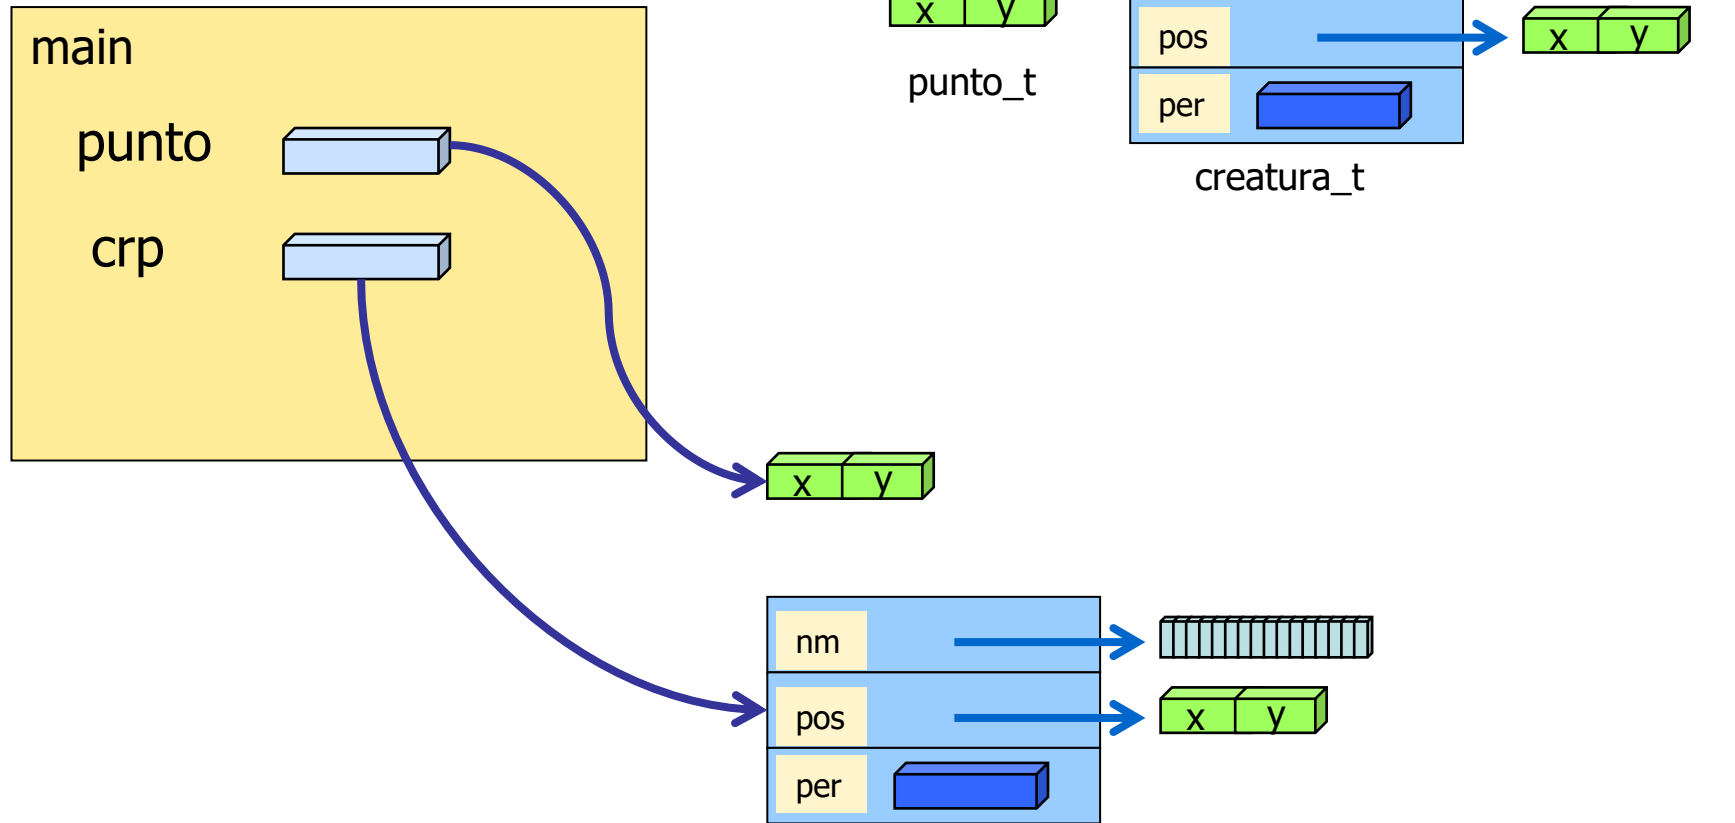 x y
pos
x y
main
punto_t
per
punto
creatura_t
crp
x y
nm
pos
x y
per